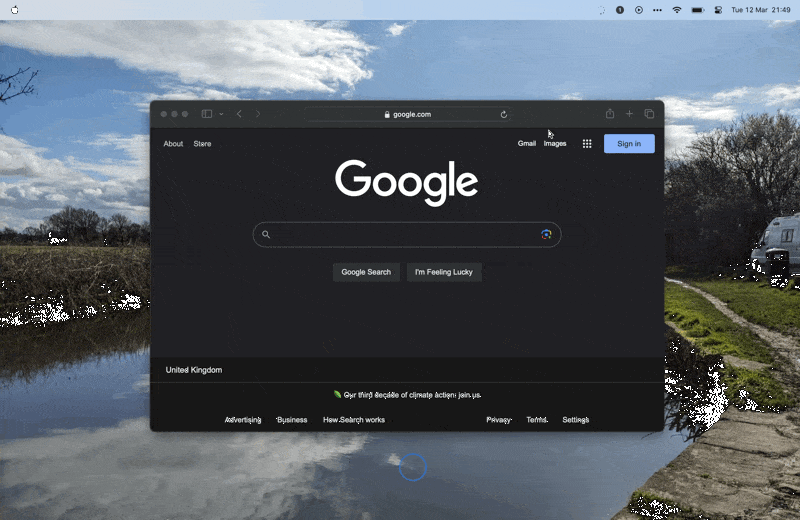 Tue 12 Mar 21:49
google.com
About Store Gmail Images Sign in
Google
Google Search I'm Feeling Lucky
United Kingdom
Our third decade of climate action: join us
Advertising Business How Search works Privacy Terms Settings